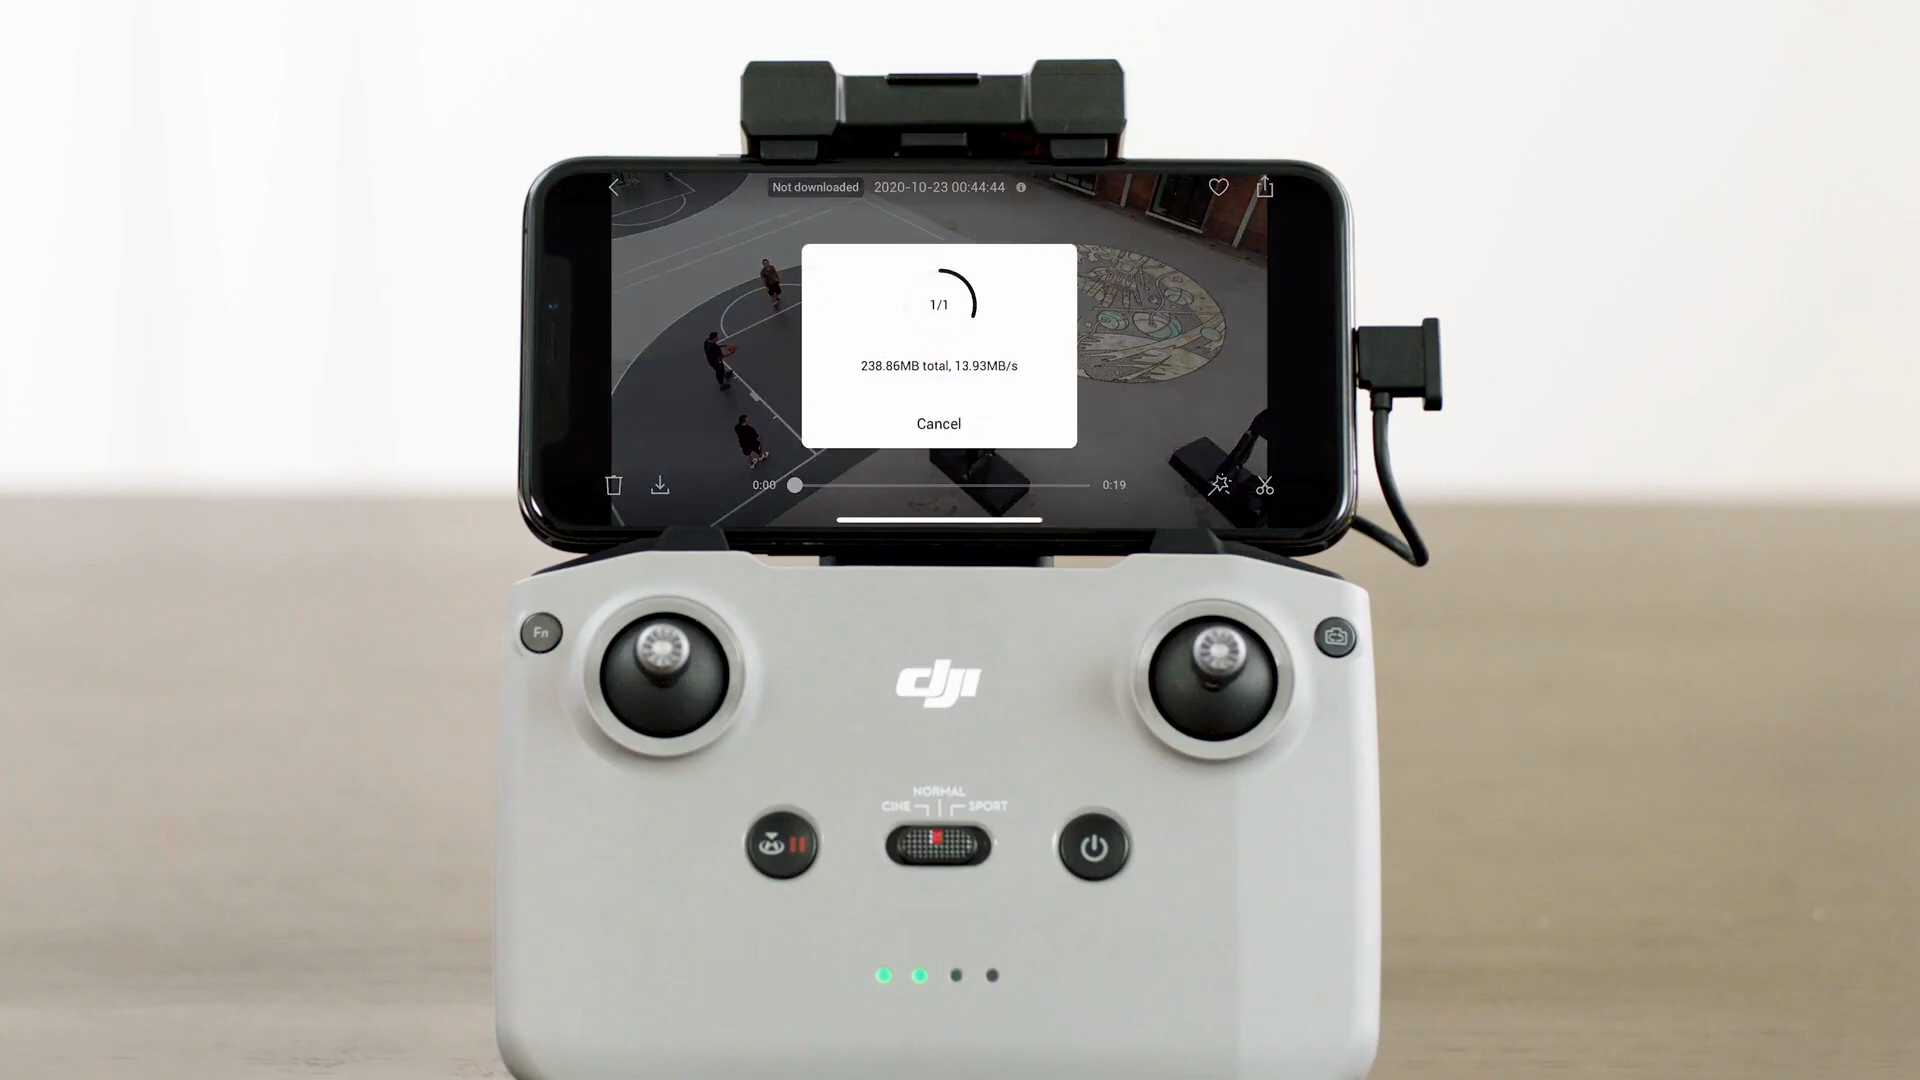 Not downloaded 2020-10-23 00:44:44
1/1
238.86MB total, 13.93MB/s
Cancel
0:00 0:19
Fn
dji
NORMAL
CINE SPORT